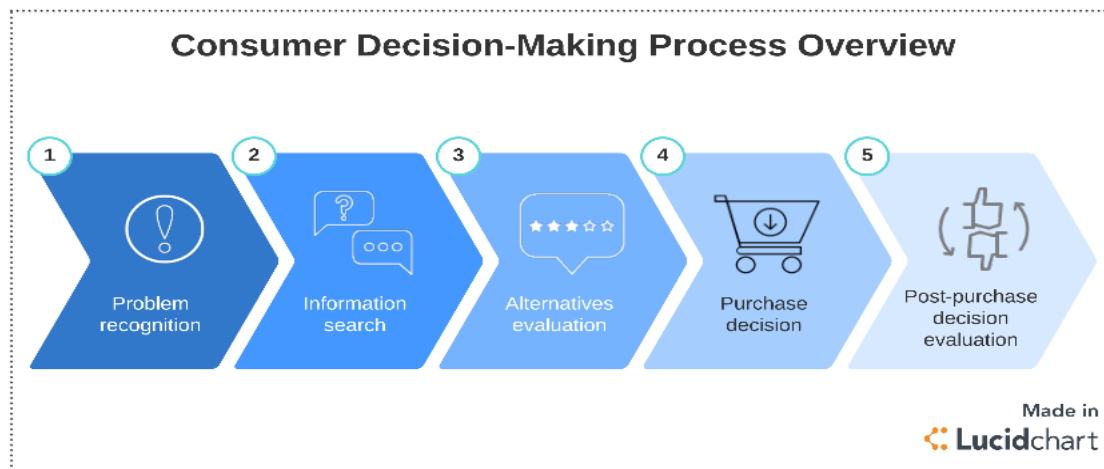 Consumer Decision-Making Process Overview
1
2
3
4
5
?
Problem
recognition
Information
search
Alternatives
evaluation
Purchase
decision
Post-purchase
decision
evaluation
Made in
Lucidchart